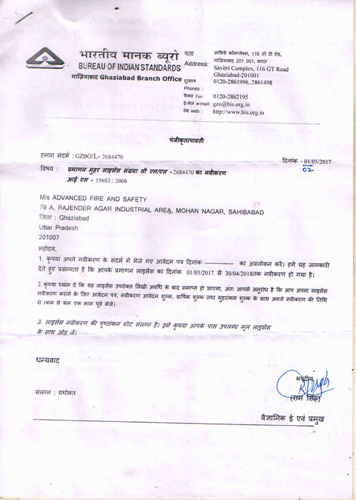 भारतीय मानक ब्यूरो
BUREAU OF INDIAN STANDARDS
गाज़ियाबाद Ghaziabad Branch Office
पता
Address:
सावित्री कॉम्प्लेक्स, 116 जी टी रोड,
गाज़ियाबाद 201 001, भारत
Savitri Complex, 116 GT Road
Ghaziabad-201001
दूरभाष
Phones :
0120-2861996, 2861498
फैक्स Fax:
0120-2862195
ई-मेल e-mail:
gzo@bis.org.in
वेब web :
http://www.bis.org.in
पंजीकृत/पावती
हमारा संदर्भ :GZBO/L- 2684470
दिनांक -01/05/2017
02
विषय : प्रमाणन मुहर लाइसेंस संख्या सी एम/एल -2684470 का नवीकरण
आई एस - 15683 : 2006
M/s ADVANCED FIRE AND SAFETY
79 A, RAJENDER AGAR INDUSTRIAL AREA, MOHAN NAGAR, SAHIBABAD
जिला : Ghaziabad
Uttar Pradesh
201007
महोदय,
1. कृपया अपने नवीकरण के संदर्भ में भेजे गए आवेदन पत्र दिनांक -------------- का अवलोकन करें। हमें यह जानकारी
देते हुए प्रसन्नता है कि आपके प्रमाणन लाइसेंस का दिनांक 01/05/2017 से 30/04/2018तक नवीकरण हो गया है।
2. कृपया ध्यान दें कि यह लाइसेंस उपरोक्त लिखी अवधि के बाद समाप्त हो जाएगा, अत: आपसे अनुरोध है कि आप अपना लाइसेंस
नवीकरण कराने के लिए आवेदन पत्र, नवीकरण आवेदन शुल्क, वार्षिक शुल्क तथा मुहरांकन शुल्क के साथ अगले नवीकरण की तिथि
से कम से कम एक मास पूर्व भेजें।
3. लाइसेंस नवीकरण की पृष्ठांकन शीट संलग्न है। इसे कृपया आपके पास उपलब्ध मूल लाइसेंस
के साथ जोड़ लें।
धन्यवाद
भवदीय
(राम सिंह)
संलग्न : यथोक्त
वैज्ञानिक ई एवं प्रमुख